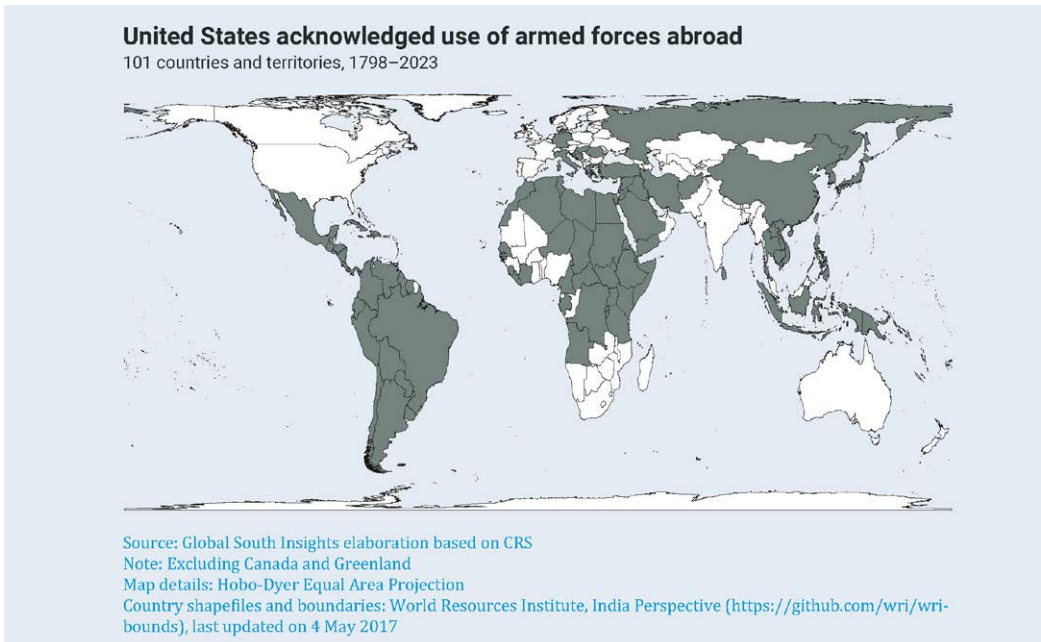 United States acknowledged use of armed forces abroad
101 countries and territories, 1798–2023
Source: Global South Insights elaboration based on CRS
Note: Excluding Canada and Greenland
Map details: Hobo-Dyer Equal Area Projection
Country shapefiles and boundaries: World Resources Institute, India Perspective (https://github.com/wri/wri-
bounds), last updated on 4 May 2017